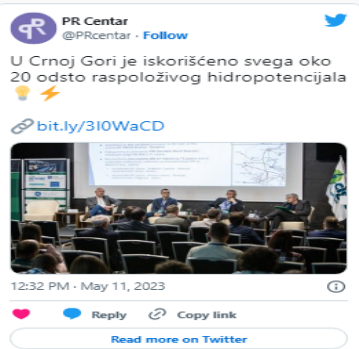 PR Centar
@PRcentar · Follow
U Crnoj Gori je iskorišćeno svega oko
20 odsto raspoloživog hidropotencijala
💡⚡
🔗bit.ly/3I0WaCD
12:32 PM · May 11, 2023
Reply Copy link
Read more on Twitter